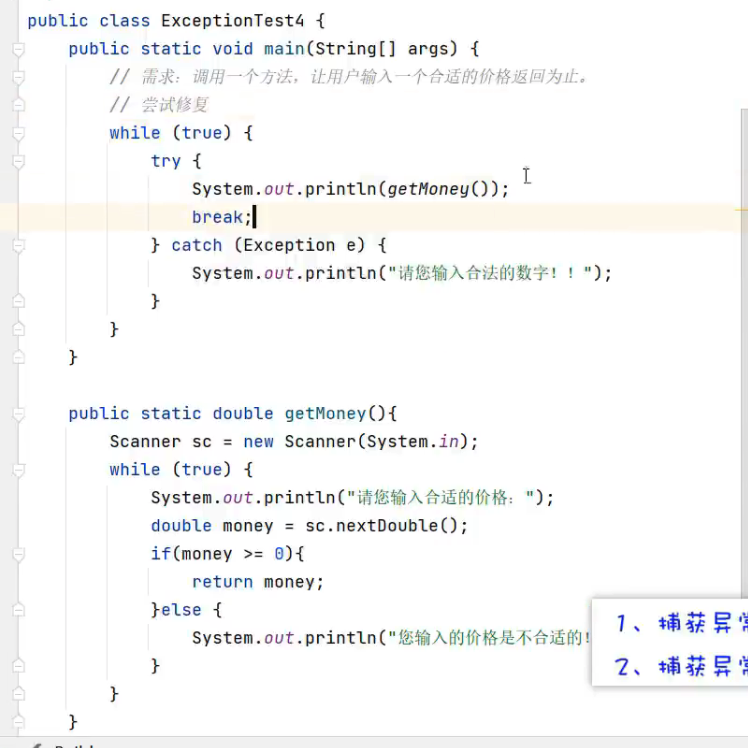 public class ExceptionTest4 {
public static void main(String[] args) {
// 需求：调用一个方法，让用户输入一个合适的价格返回为止。
// 尝试修复
while (true) {
try {
System.out.println(getMoney());
break;
} catch (Exception e) {
System.out.println("请您输入合法的数字！！");
}
}
}
public static double getMoney(){
Scanner sc = new Scanner(System.in);
while (true) {
System.out.println("请您输入合适的价格：");
double money = sc.nextDouble();
if(money >= 0){
return money;
}else {
System.out.println("您输入的价格是不合适的！
}
}
}
1、捕获异常
2、捕获异常